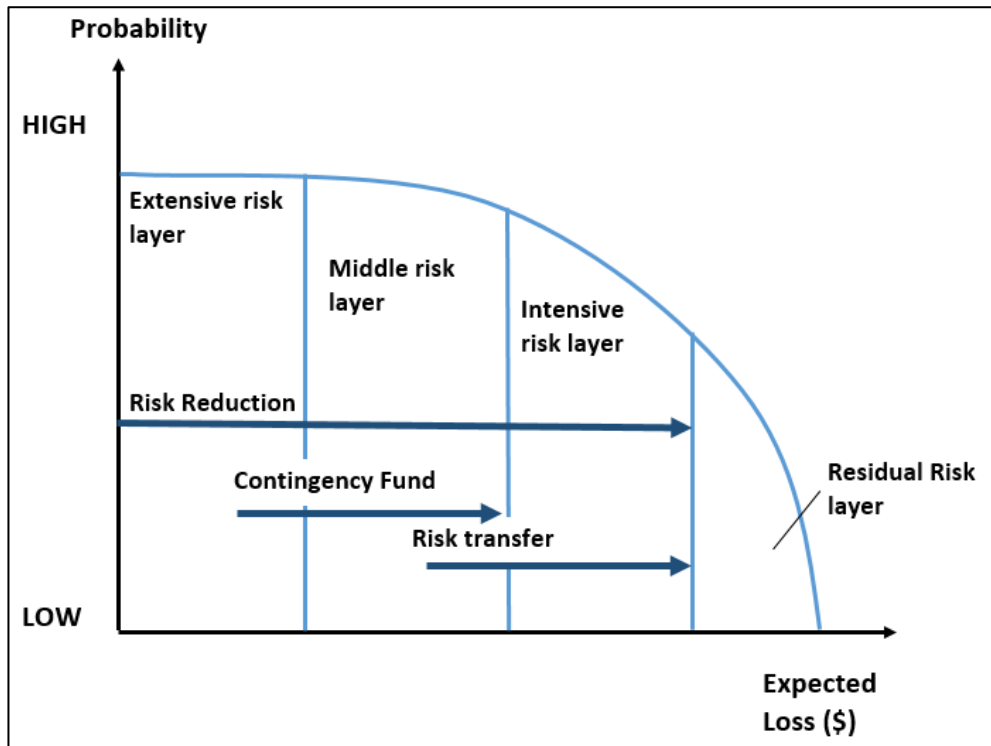 Probability
HIGH
Extensive risk
layer
Middle risk
layer
Intensive
risk layer
Risk Reduction
Contingency Fund
Residual Risk
layer
Risk transfer
LOW
Expected
Loss ($)